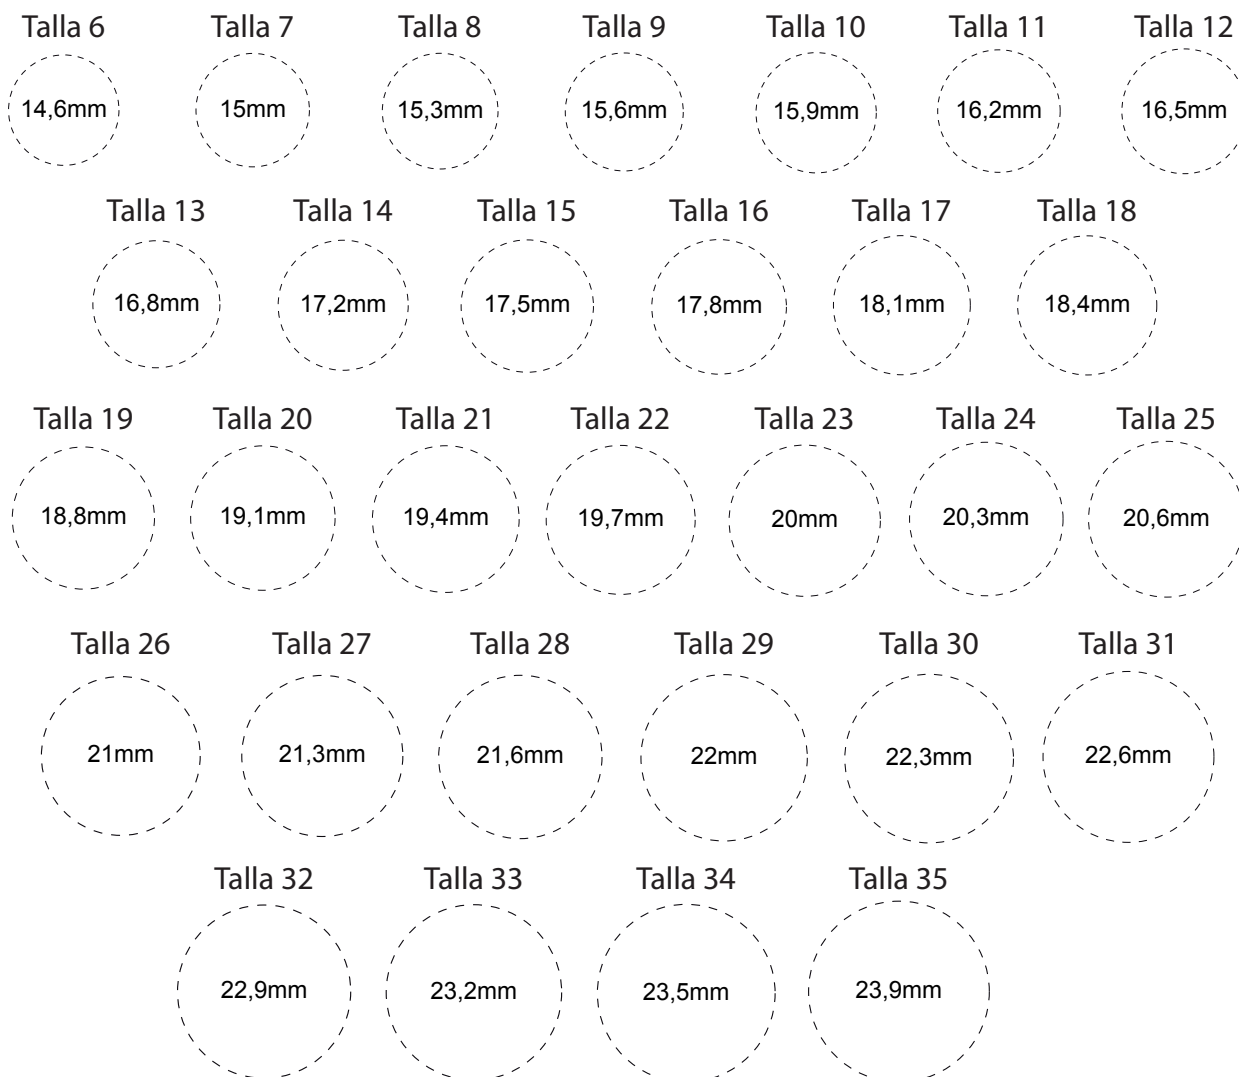 Talla 6 Talla 7 Talla 8 Talla 9 Talla 10 Talla 11 Talla 12
14,6mm 15mm 15,3mm 15,6mm 15,9mm 16,2mm 16,5mm
Talla 13 Talla 14 Talla 15 Talla 16 Talla 17 Talla 18
16,8mm 17,2mm 17,5mm 17,8mm 18,1mm 18,4mm
Talla 19 Talla 20 Talla 21 Talla 22 Talla 23 Talla 24 Talla 25
18,8mm 19,1mm 19,4mm 19,7mm 20mm 20,3mm 20,6mm
Talla 26 Talla 27 Talla 28 Talla 29 Talla 30 Talla 31
21mm 21,3mm 21,6mm 22mm 22,3mm 22,6mm
Talla 32 Talla 33 Talla 34 Talla 35
22,9mm 23,2mm 23,5mm 23,9mm